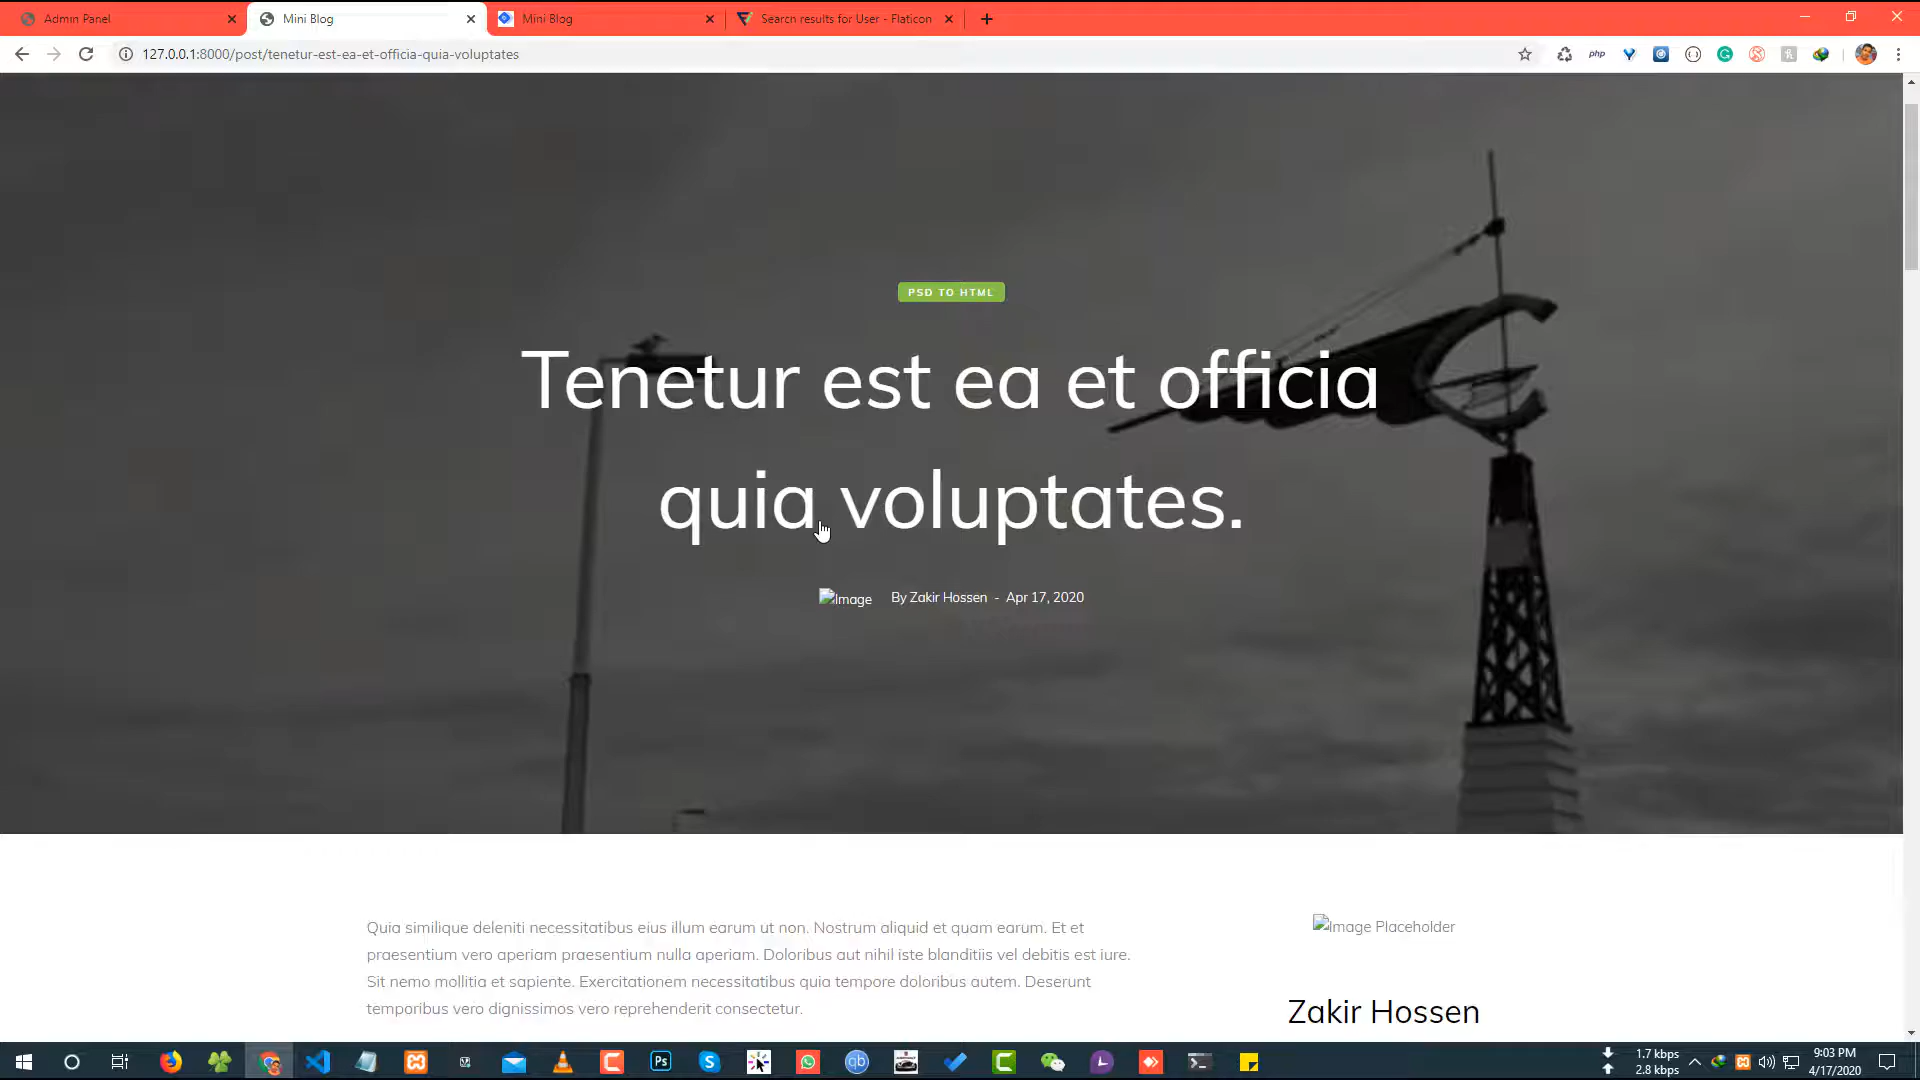 Admin Panel
Mini Blog
Mini Blog
Search results for User - Flaticon
127.0.0.1:8000/post/tenetur-est-ea-et-officia-quia-voluptates
php
PSD TO HTML
Tenetur est ea et officia
quia voluptates.
Image
By Zakir Hossen - Apr 17, 2020
Quia similique deleniti necessitatibus eius illum earum ut non. Nostrum aliquid et quam earum. Et et
praesentium vero aperiam praesentium nulla aperiam. Doloribus aut nihil iste blanditiis vel debitis est iure.
Sit nemo mollitia et sapiente. Exercitationem necessitatibus quia tempore doloribus autem. Deserunt
temporibus vero dignissimos vero reprehenderit consectetur.
Image Placeholder
Zakir Hossen
Ps
qb
1.7 kbps
2.8 kbps
9:03 PM
4/17/2020